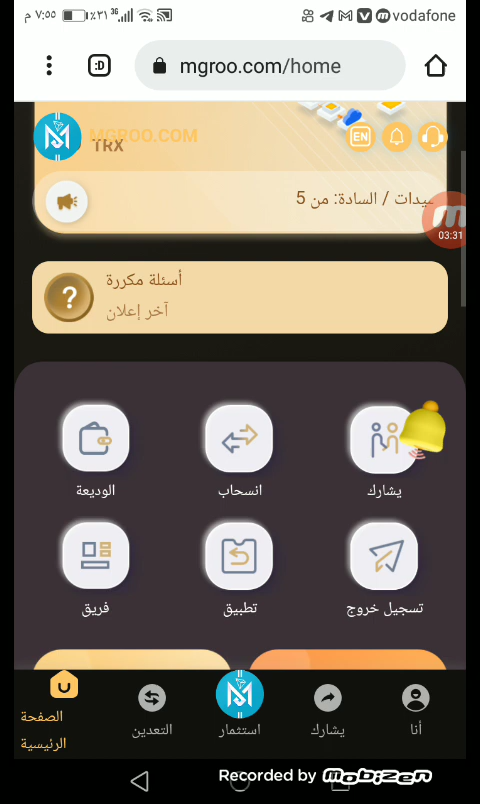 ٧:٥٥ م
٪٣١
3G
vodafone
:D
mgroo.com/home
MGROO.COM
TRX
EN
سيدات / السادة: من 5
03:31
أسئلة مكررة
آخر إعلان
الوديعة
انسحاب
يشارك
فريق
تطبيق
تسجيل خروج
الصفحة
الرئيسية
التعدين
استثمار
يشارك
أنا
Recorded by Mobizen